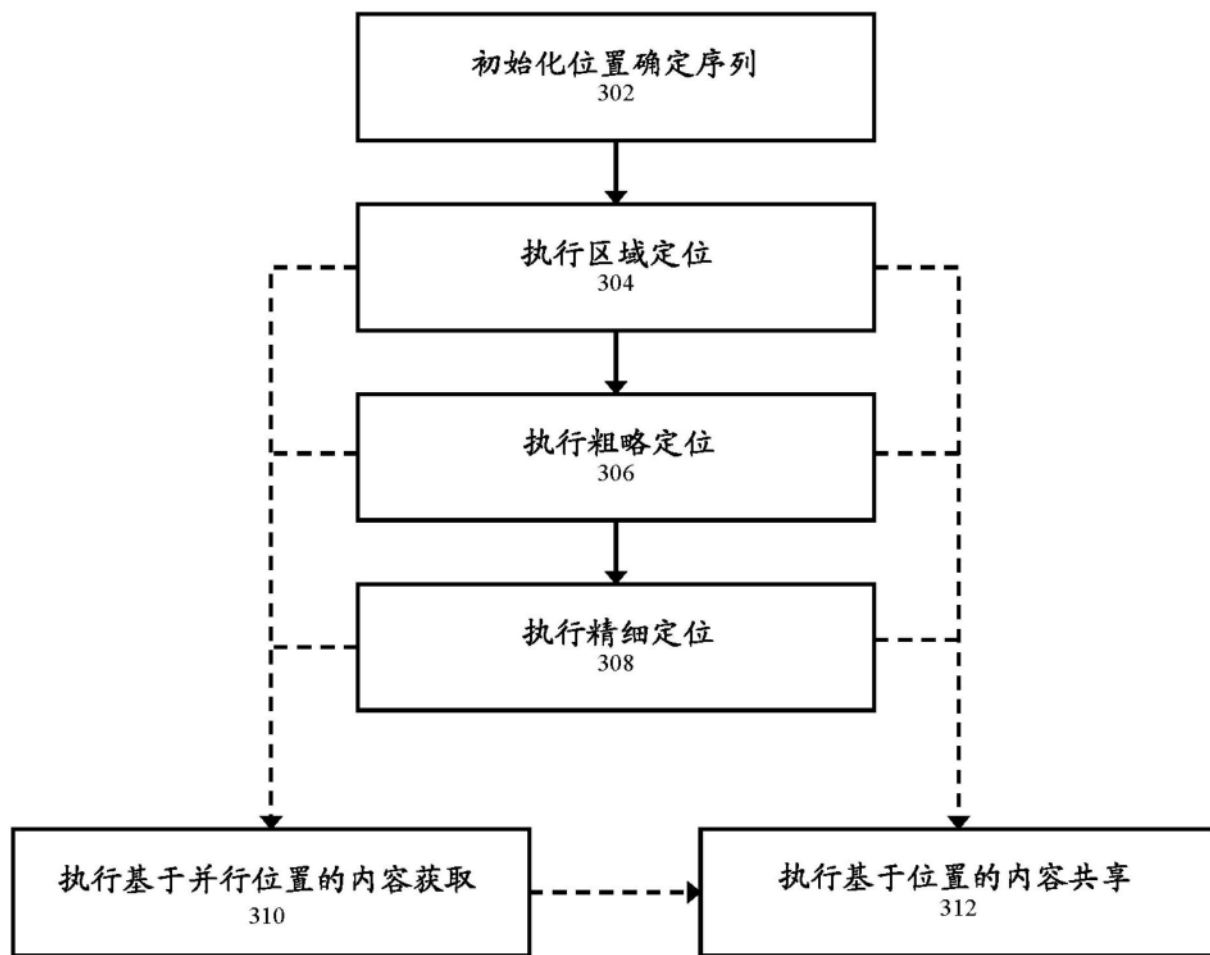 初始化位置确定序列
302
执行区域定位
304
执行粗略定位
306
执行精细定位
308
执行基于并行位置的内容获取
310
执行基于位置的内容共享
312